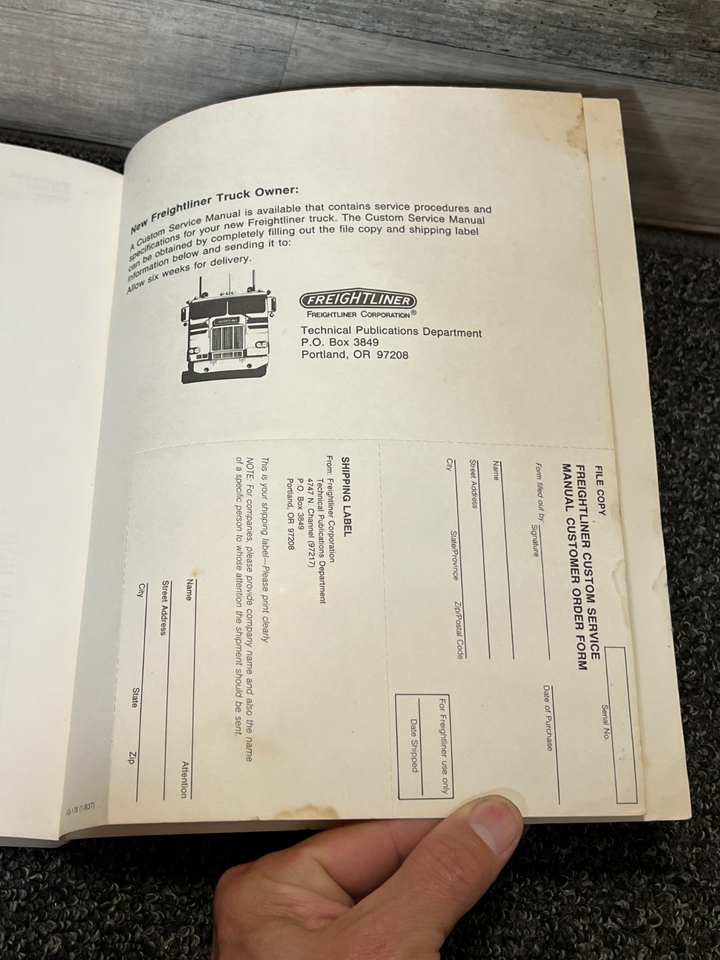 New Freightliner Truck Owner:
A Custom Service Manual is available that contains service procedures and
specifications for your new Freightliner truck. The Custom Service Manual
can be obtained by completely filling out the file copy and shipping label
information below and sending it to:
Allow six weeks for delivery.
FREIGHTLINER
FREIGHTLINER CORPORATION®
Technical Publications Department
P.O. Box 3849
Portland, OR 97208
FILE COPY
FREIGHTLINER CUSTOM SERVICE
MANUAL CUSTOMER ORDER FORM
Serial No.
Form filled out by:
Signature
Date of Purchase
Name
Street Address
City State/Province Zip/Postal Code
For Freightliner use only
Date Shipped
SHIPPING LABEL
From: Freightliner Corporation
Technical Publications Department
4747 N. Channel (97217)
P.O. Box 3849
Portland, OR 97208
This is your shipping label—Please print clearly
NOTE: For companies, please provide company name and also the name
of a specific person to whose attention the shipment should be sent.
Name Attention
Street Address
City State Zip